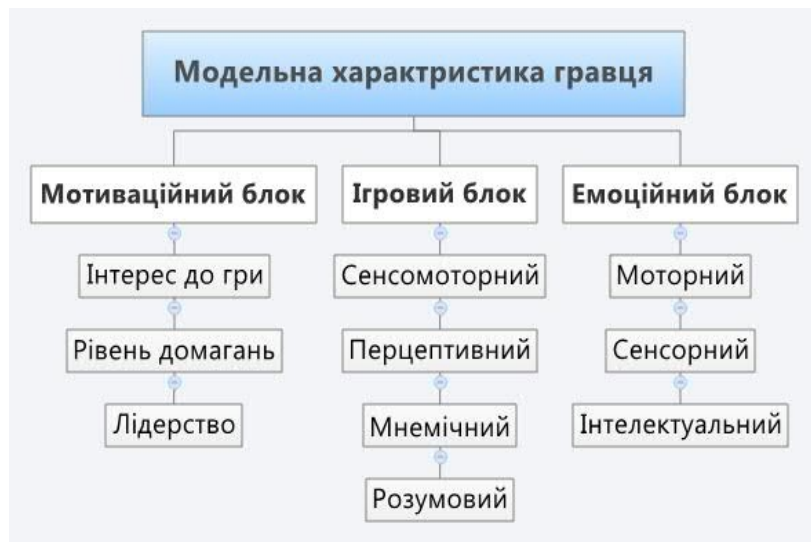 Модельна характристика гравця
Мотиваційний блок
Інтерес до гри
Рівень домагань
Лідерство
Ігровий блок
Сенсомоторний
Перцептивний
Мнемічний
Розумовий
Емоційний блок
Моторний
Сенсорний
Інтелектуальний